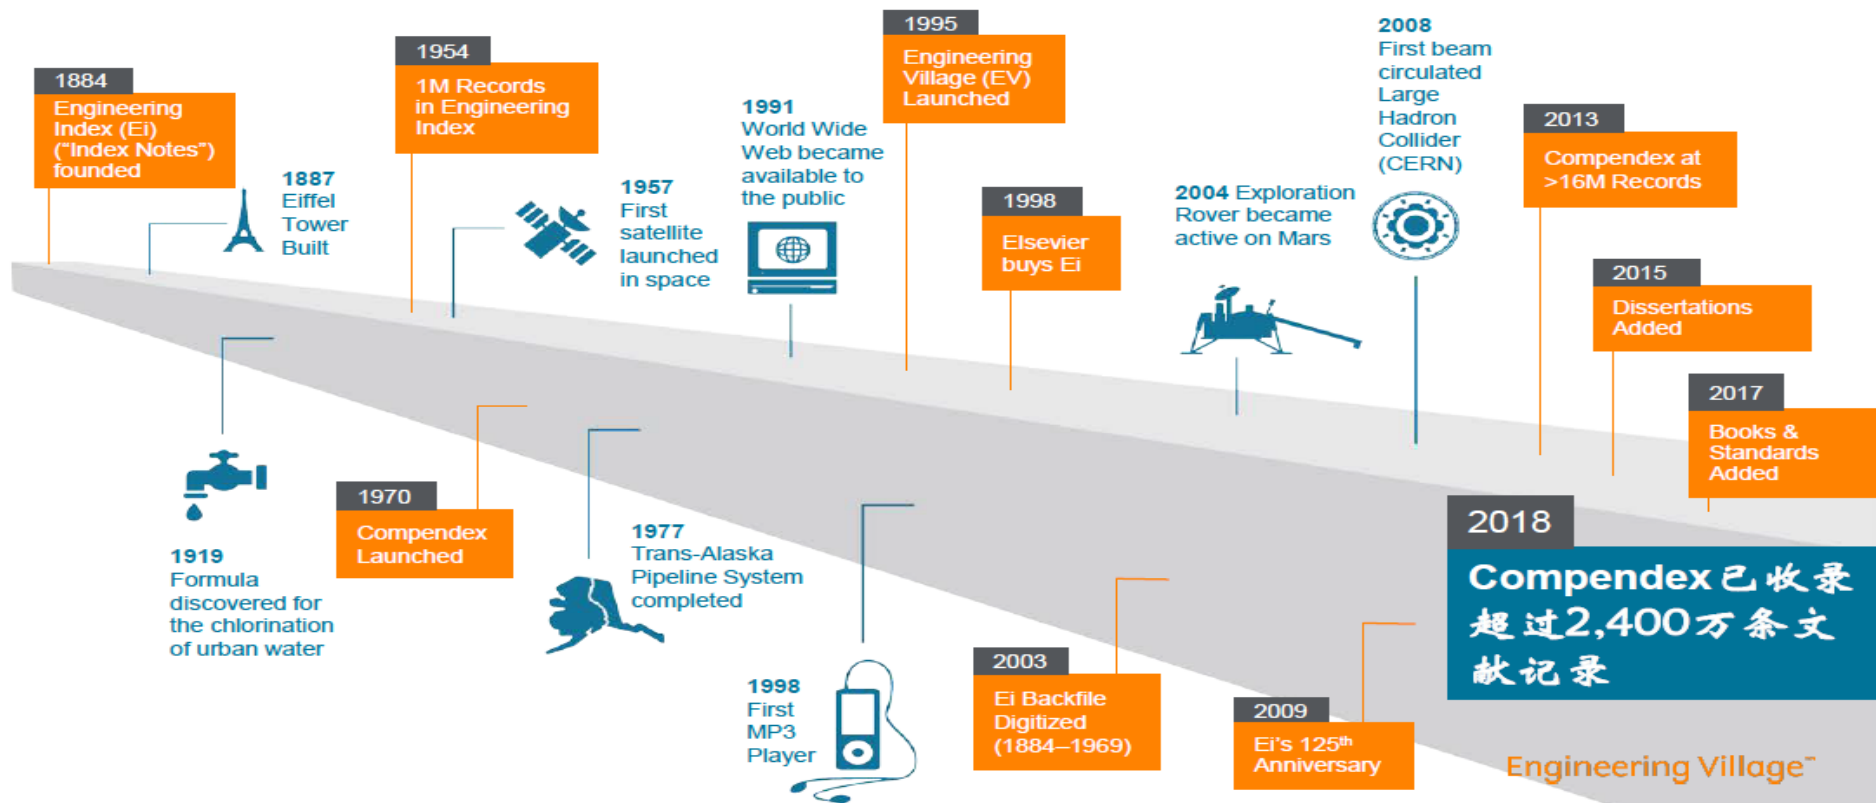 1884
Engineering
Index (Ei)
("Index Notes")
founded
1887
Eiffel
Tower
Built
1919
Formula
discovered for
the chlorination
of urban water
1954
1M Records
in Engineering
Index
1957
First
satellite
launched
in space
1970
Compendex
Launched
1977
Trans-Alaska
Pipeline System
completed
1991
World Wide
Web became
available to
the public
1995
Engineering
Village (EV)
Launched
1998
Elsevier
buys Ei
1998
First
MP3
Player
2003
Ei Backfile
Digitized
(1884–1969)
2004 Exploration
Rover became
active on Mars
2008
First beam
circulated
Large
Hadron
Collider
(CERN)
2009
Ei's 125th
Anniversary
2013
Compendex at
>16M Records
2015
Dissertations
Added
2017
Books &
Standards
Added
2018
Compendex已收录
超过2,400万条文
献记录
Engineering Village™